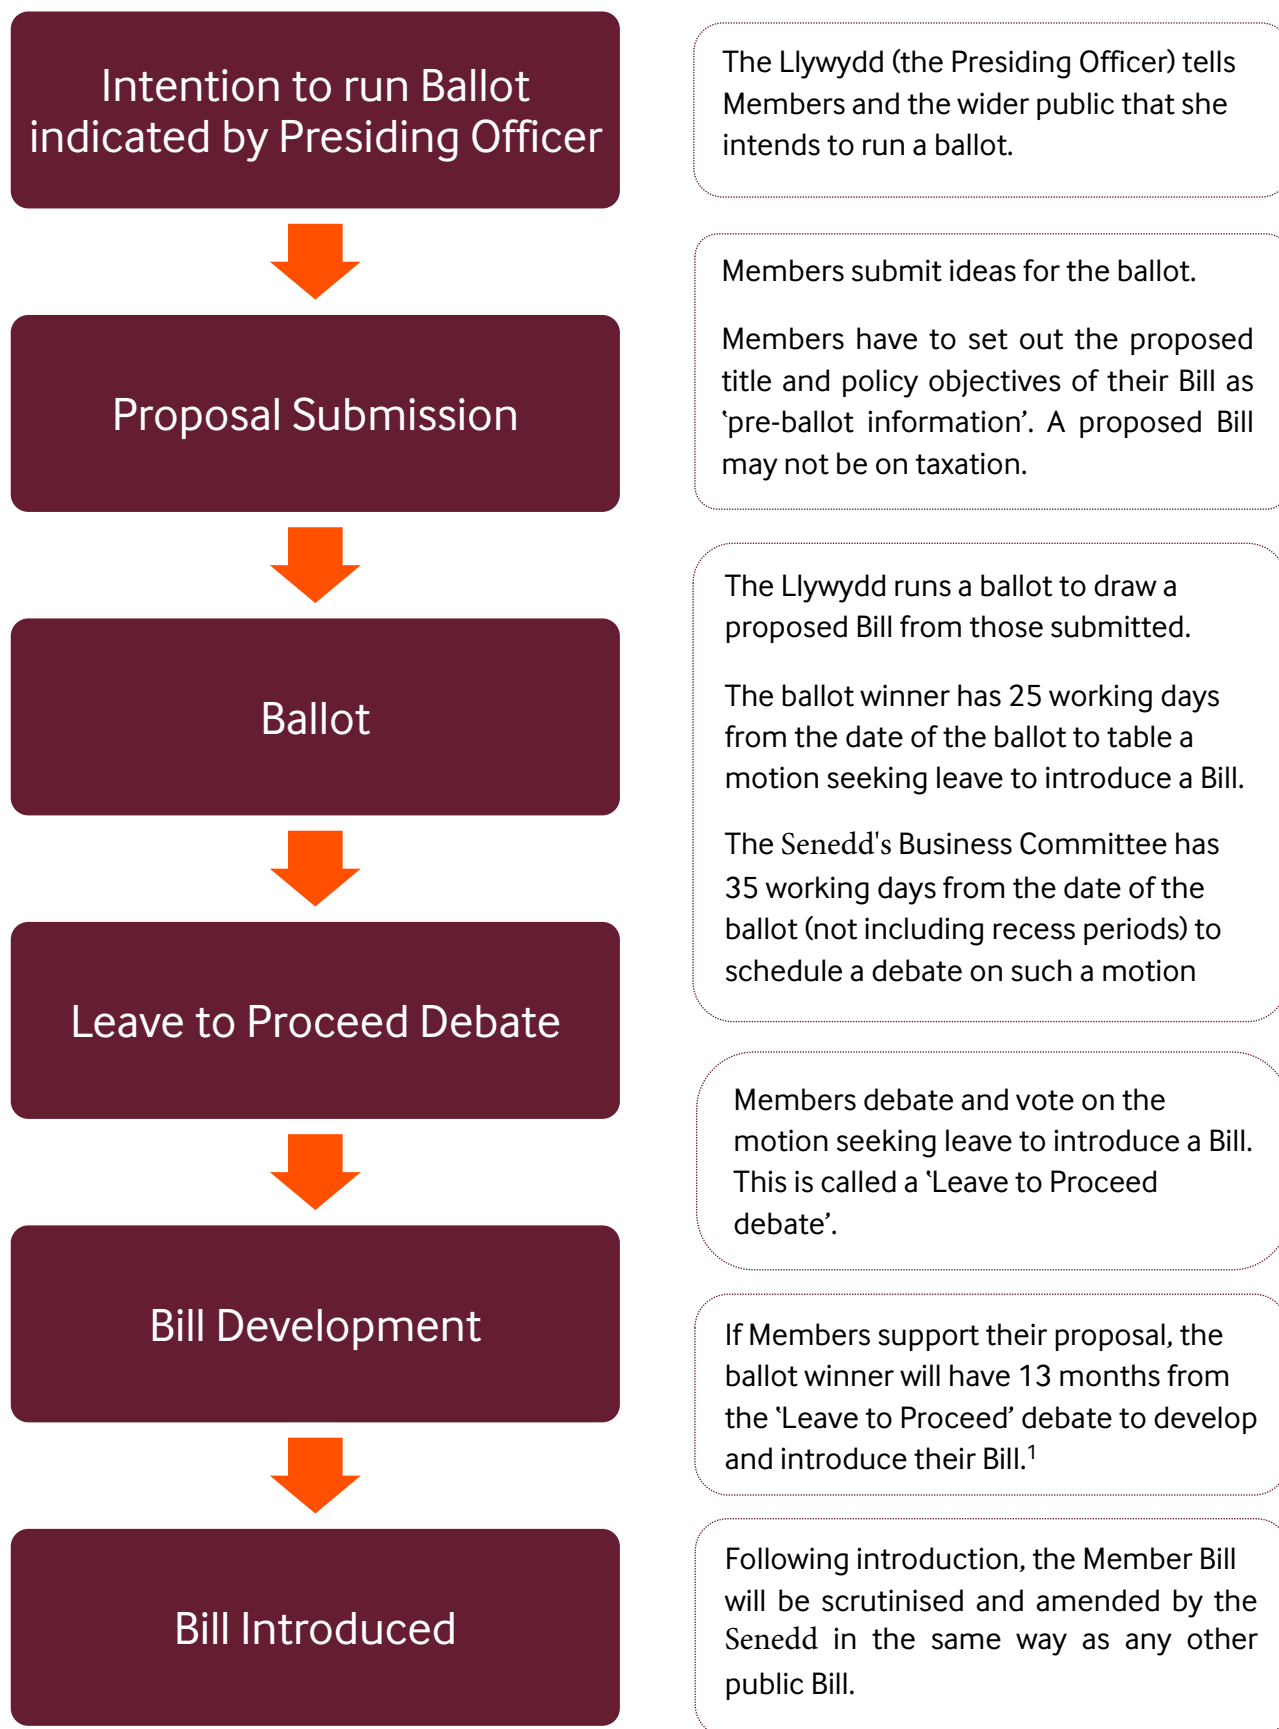 Intention to run Ballot
indicated by Presiding Officer
The Llywydd (the Presiding Officer) tells
Members and the wider public that she
intends to run a ballot.
Proposal Submission
Members submit ideas for the ballot.
Members have to set out the proposed
title and policy objectives of their Bill as
‘pre-ballot information’. A proposed Bill
may not be on taxation.
Ballot
The Llywydd runs a ballot to draw a
proposed Bill from those submitted.
The ballot winner has 25 working days
from the date of the ballot to table a
motion seeking leave to introduce a Bill.
The Senedd's Business Committee has
35 working days from the date of the
ballot (not including recess periods) to
schedule a debate on such a motion
Leave to Proceed Debate
Members debate and vote on the
motion seeking leave to introduce a Bill.
This is called a ‘Leave to Proceed
debate’.
Bill Development
If Members support their proposal, the
ballot winner will have 13 months from
the ‘Leave to Proceed’ debate to develop
and introduce their Bill.¹
Bill Introduced
Following introduction, the Member Bill
will be scrutinised and amended by the
Senedd in the same way as any other
public Bill.